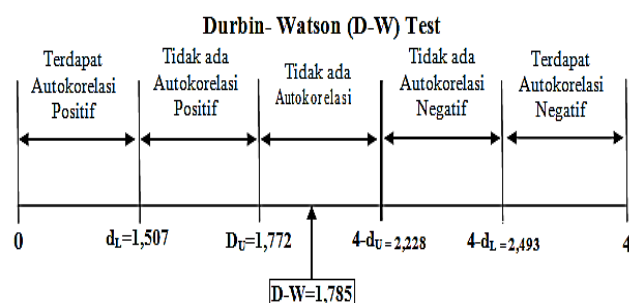 Durbin- Watson (D-W) Test
Terdapat
Autokorelasi
Positif
Tidak ada
Autokorelasi
Positif
Tidak ada
Autokorelasi
Tidak ada
Autokorelasi
Negatif
Terdapat
Autokorelasi
Negatif
0
dL=1,507
DU=1,772
4-dU = 2,228
4-dL = 2,493
4
D-W=1,785